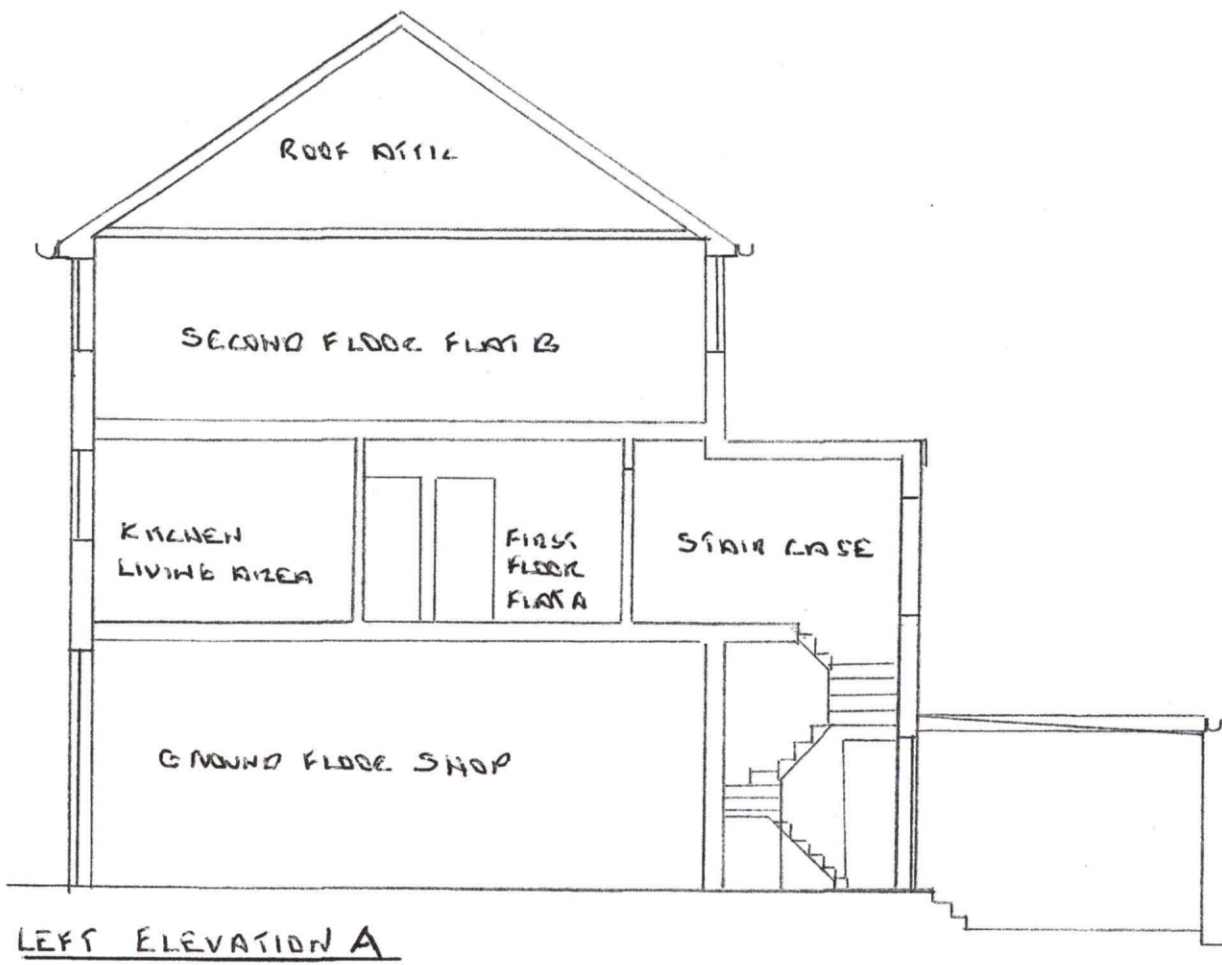 ROOF ATTIC
SECOND FLOOR FLAT B
KITCHEN
LIVING AREA
FIRST
FLOOR
FLAT A
STAIR CASE
GROUND FLOOR SHOP
LEFT ELEVATION A